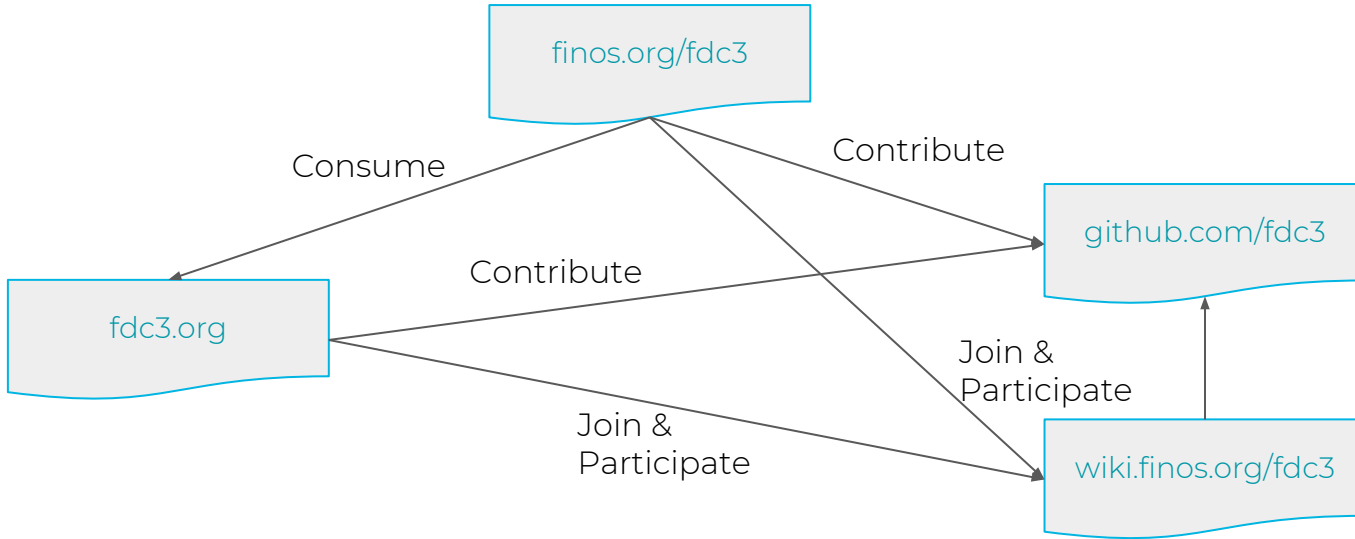 finos.org/fdc3
Contribute
Consume
github.com/fdc3
Contribute
fdc3.org
Join &
Participate
Join &
Participate
wiki.finos.org/fdc3